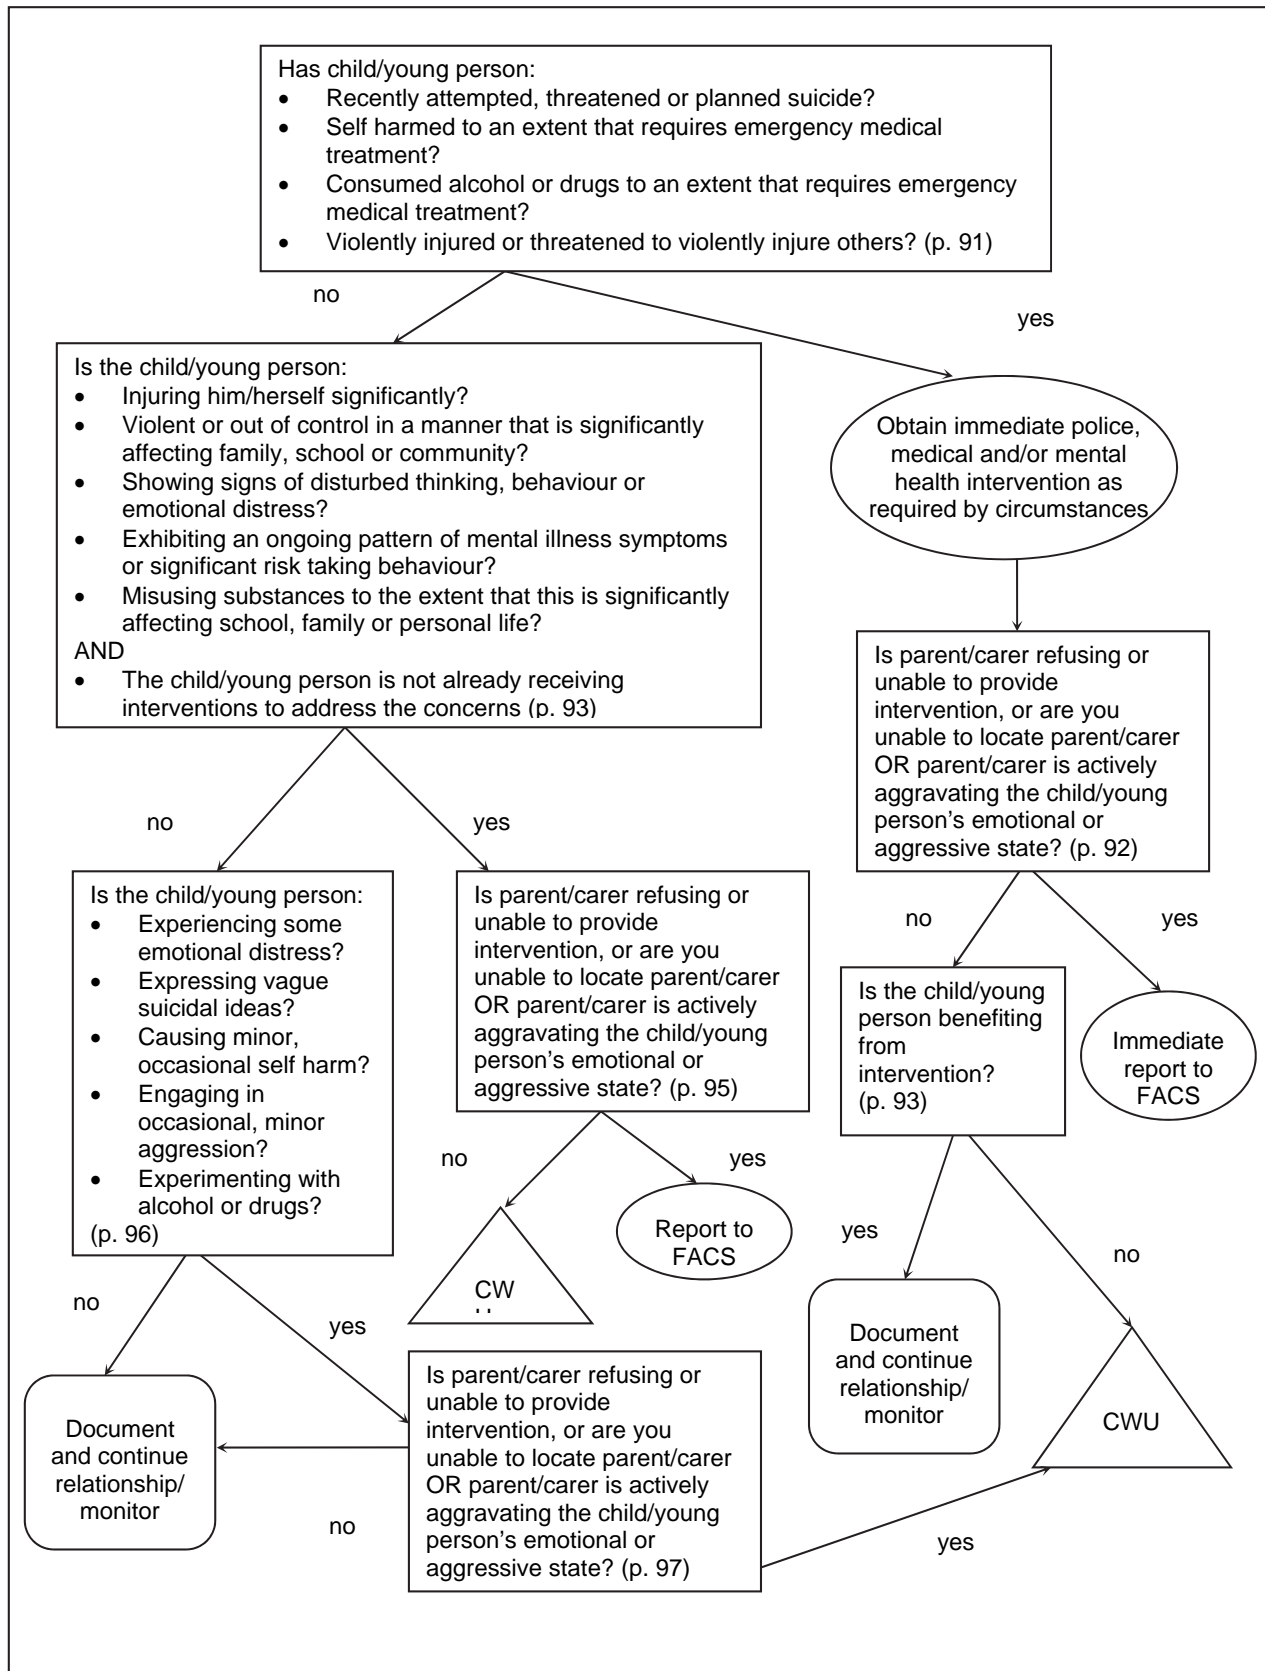 Has child/young person:
• Recently attempted, threatened or planned suicide?
• Self harmed to an extent that requires emergency medical
treatment?
• Consumed alcohol or drugs to an extent that requires emergency
medical treatment?
• Violently injured or threatened to violently injure others? (p. 91)
no
yes
Is the child/young person:
• Injuring him/herself significantly?
• Violent or out of control in a manner that is significantly
affecting family, school or community?
• Showing signs of disturbed thinking, behaviour or
emotional distress?
• Exhibiting an ongoing pattern of mental illness symptoms
or significant risk taking behaviour?
• Misusing substances to the extent that this is significantly
affecting school, family or personal life?
AND
• The child/young person is not already receiving
interventions to address the concerns (p. 93)
Obtain immediate police,
medical and/or mental
health intervention as
required by circumstances
Is parent/carer refusing or
unable to provide
intervention, or are you
unable to locate parent/carer
OR parent/carer is actively
aggravating the child/young
person's emotional or
aggressive state? (p. 92)
no
yes
no
yes
Is the child/young person:
• Experiencing some
emotional distress?
• Expressing vague
suicidal ideas?
• Causing minor,
occasional self harm?
• Engaging in
occasional, minor
aggression?
• Experimenting with
alcohol or drugs?
(p. 96)
Is parent/carer refusing or
unable to provide
intervention, or are you
unable to locate parent/carer
OR parent/carer is actively
aggravating the child/young
person's emotional or
aggressive state? (p. 95)
Is the child/young
person benefiting
from
intervention?
(p. 93)
Immediate
report to
FACS
no
yes
yes
no
CW
Report to
FACS
no
yes
Document
and continue
relationship/
monitor
CWU
Document
and continue
relationship/
monitor
Is parent/carer refusing or
unable to provide
intervention, or are you
unable to locate parent/carer
OR parent/carer is actively
aggravating the child/young
person's emotional or
aggressive state? (p. 97)
no
yes